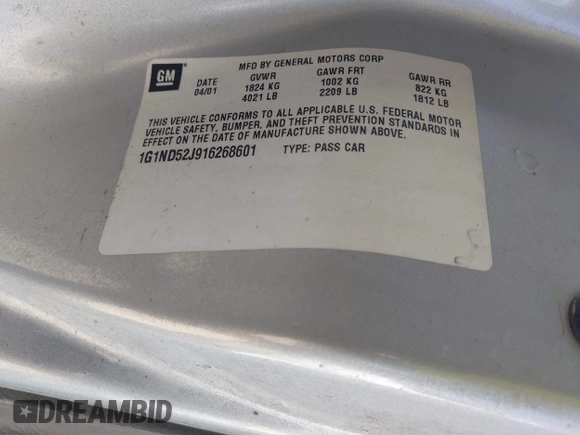 GM
MFD BY GENERAL MOTORS CORP
DATE GVWR GAWR FRT GAWR RR
04/01 1824 KG 1002 KG 822 KG
4021 LB 2209 LB 1812 LB
THIS VEHICLE CONFORMS TO ALL APPLICABLE U.S. FEDERAL MOTOR
VEHICLE SAFETY, BUMPER, AND THEFT PREVENTION STANDARDS IN
EFFECT ON THE DATE OF MANUFACTURE SHOWN ABOVE.
1G1ND52J916268601 TYPE: PASS CAR
DREAMBID